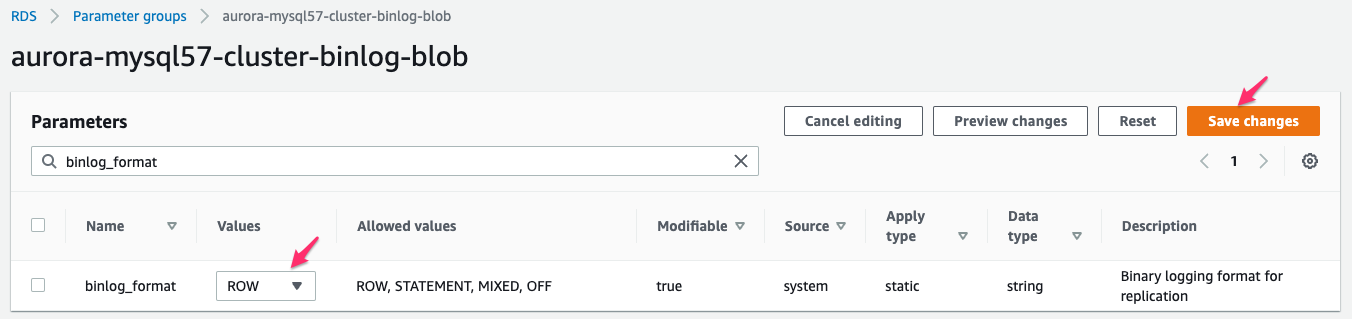 RDS > Parameter groups > aurora-mysql57-cluster-binlog-blob
aurora-mysql57-cluster-binlog-blob
Parameters
Cancel editing
Preview changes
Reset
Save changes
binlog_format
1
Name
Values
Allowed values
Modifiable
Source
Apply
type
Data
type
Description
binlog_format
ROW
ROW, STATEMENT, MIXED, OFF
true
system
static
string
Binary logging format for
replication